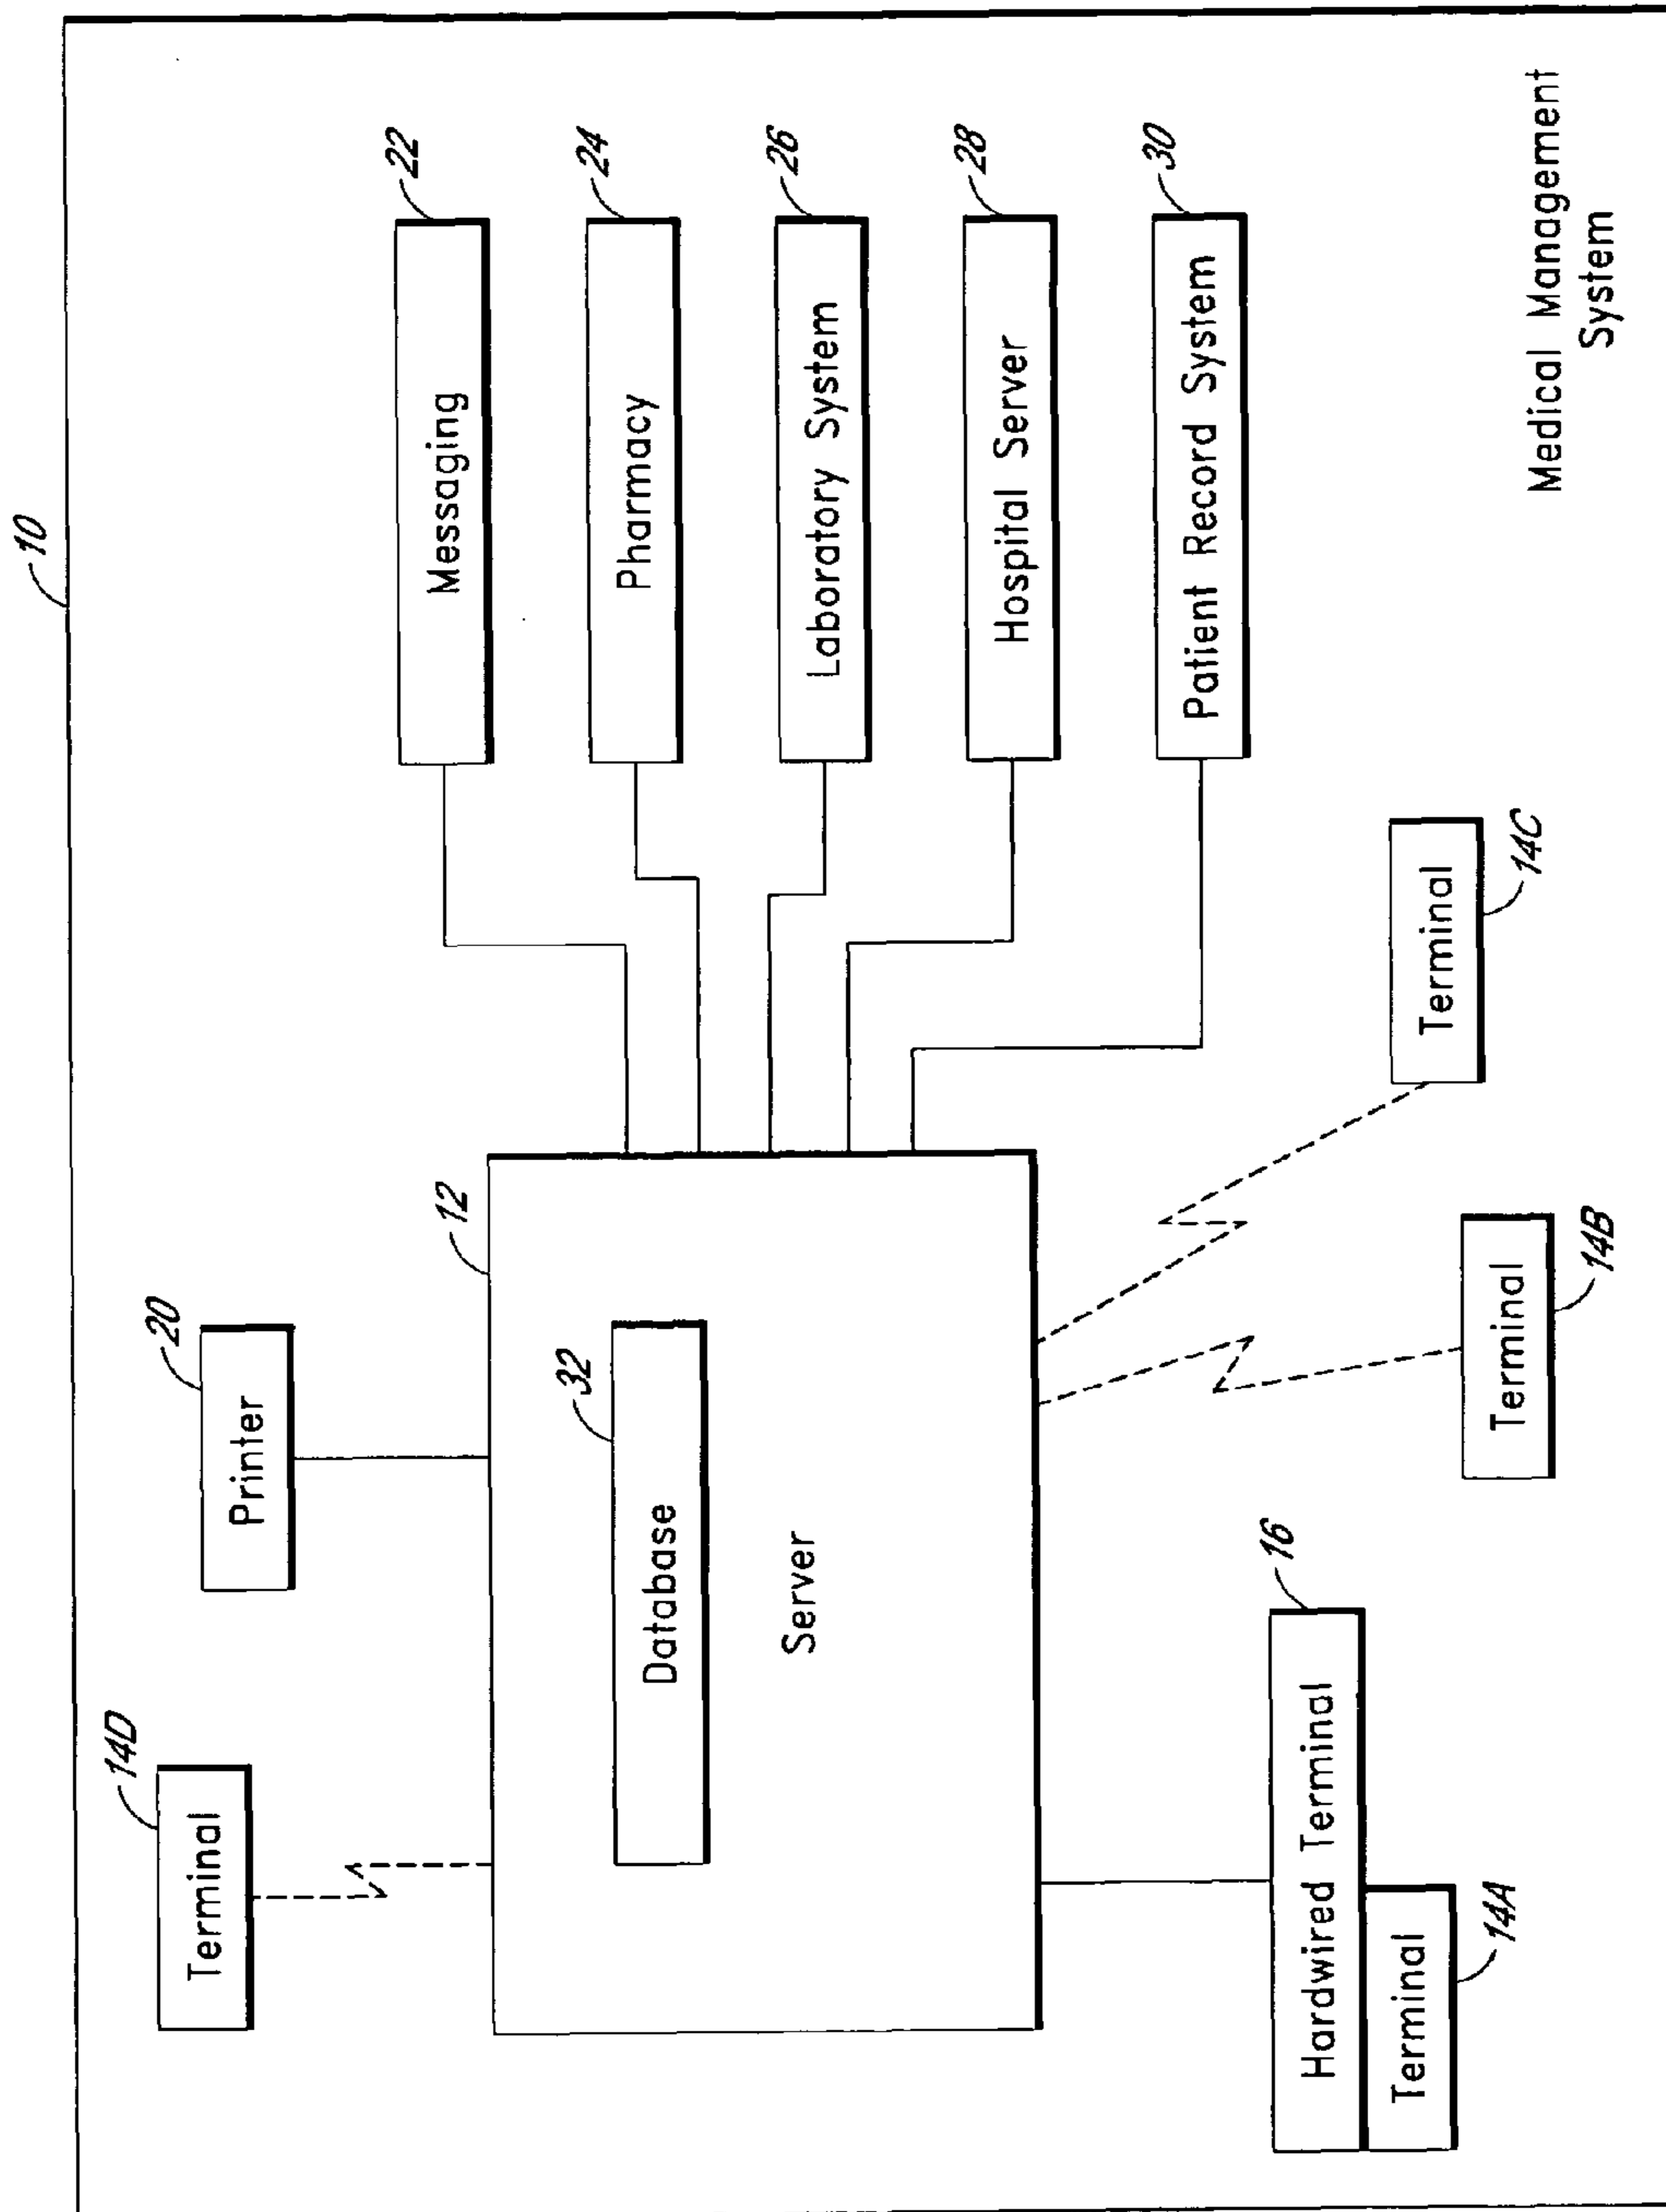 10
14D
Terminal
20
Printer
12
32
Database
Server
22
Messaging
24
Pharmacy
26
Laboratory System
28
Hospital Server
30
Patient Record System
16
Hardwired Terminal
Terminal
14A
Terminal
14B
Terminal
14C
Medical Management
System